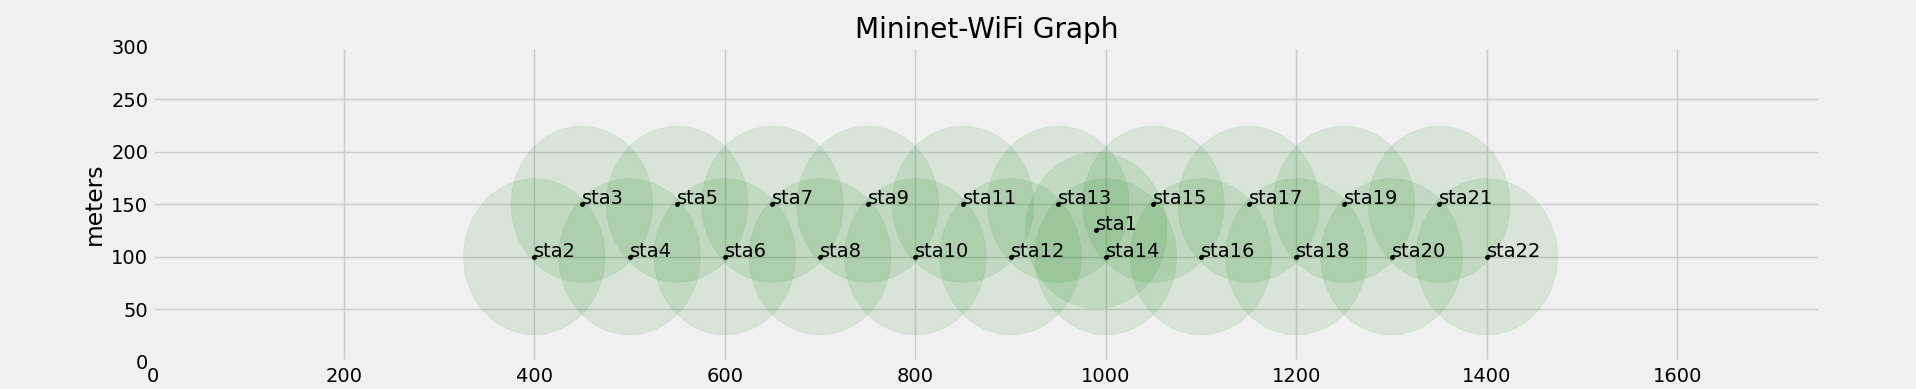 Mininet-WiFi Graph
300
250
200
150
100
50
0
meters
sta3 sta5 sta7 sta9 sta11 sta13 sta15 sta17 sta19 sta21
sta1
sta2 sta4 sta6 sta8 sta10 sta12 sta14 sta16 sta18 sta20 sta22
0 200 400 600 800 1000 1200 1400 1600